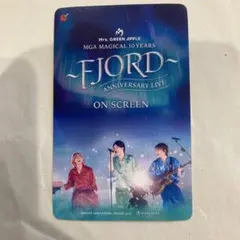 Mrs. GREEN APPLE
MGA MAGICAL 10 YEARS
~FJORD~
ANNIVERSARY LIVE
ON SCREEN